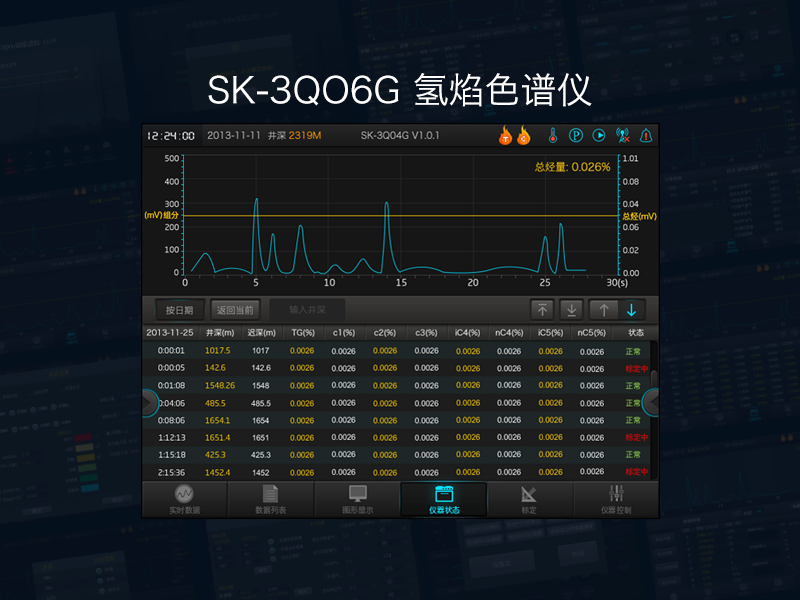 SK-3QO6G 氢焰色谱仪
12:24:00 2013-11-11 井深 2319M SK-3Q04G V1.0.1
总烃量: 0.026%
500 1.01
400 0.08
300 0.04
(mV)组分 总烃(mV)
200 0.06
100 0.02
0 0.00
0 5 10 15 20 25 30(s)
按日期 返回当前 输入井深
2013-11-25 井深(m) 迟深(m) TG(%) c1(%) c2(%) c3(%) iC4(%) nC4(%) iC5(%) nC5(%) 状态
0:00:01 1017.5 1017 0.0026 0.0026 0.0026 0.0026 0.0026 0.0026 0.0026 0.0026 正常
0:00:05 142.6 142.6 0.0026 0.0026 0.0026 0.0026 0.0026 0.0026 0.0026 0.0026 标定中
0:01:08 1548.26 1548 0.0026 0.0026 0.0026 0.0026 0.0026 0.0026 0.0026 0.0026 正常
0:04:06 485.5 485.5 0.0026 0.0026 0.0026 0.0026 0.0026 0.0026 0.0026 0.0026 正常
0:08:06 1654.1 1654 0.0026 0.0026 0.0026 0.0026 0.0026 0.0026 0.0026 0.0026 正常
1:12:13 1651.4 1651 0.0026 0.0026 0.0026 0.0026 0.0026 0.0026 0.0026 0.0026 标定中
1:15:18 425.3 425.3 0.0026 0.0026 0.0026 0.0026 0.0026 0.0026 0.0026 0.0026 正常
2:15:36 1452.4 1452 0.0026 0.0026 0.0026 0.0026 0.0026 0.0026 0.0026 0.0026 标定中
实时数据 数据列表 图形显示 仪器状态 标定 仪器控制